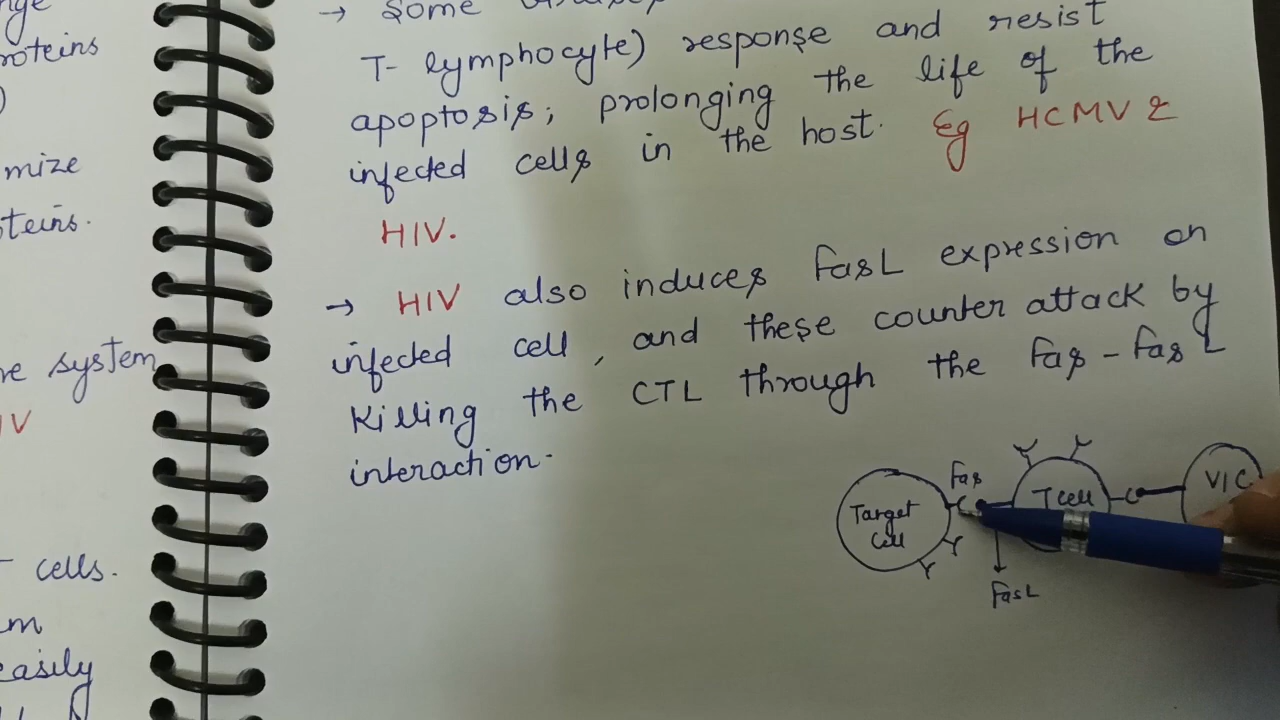 roteins
)
mize
teins.
re system
IV
cells.
m
easily
→ Some
T- lymphocyte) response and resist
apoptosis; prolonging the life of the
infected cells in the host. Eg HCMV &
HIV.
→ HIV also induces FasL expression on
infected cell, and these counter attack by
killing the CTL through the Fas - Fas L
interaction.
Fas
Target
Cell
T cell
VIC
FasL